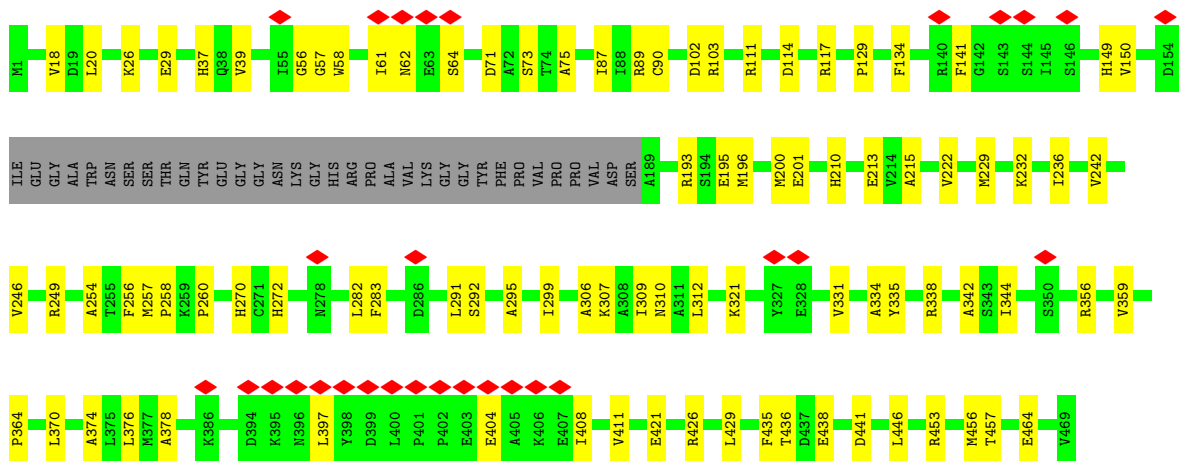 M1 V18 D19 L20 K26 E29 H37 Q38 V39 I55 G56 G57 W58 I61 N62 E63 S64 D71 A72 S73 T74 A75 I87 I88 R89 C90 D102 R103 R111 D114 R117 P129 F134 R140 F141 G142 S143 S144 I145 S146 H149 V150 D154
ILE GLU GLY ALA TRP ASN SER SER THR GLN TYR GLU GLY GLY ASN LYS GLY HIS ARG PRO ALA VAL LYS GLY GLY TYR PHE PRO PRO VAL PRO PRO VAL ASP SER A189 R193 S194 E195 M196 M200 E201 H210 E213 V214 A215 V222 M229 K232 I236 V242
V246 R249 A254 T255 F256 M257 P258 K259 P260 H270 C271 H272 N278 L282 F283 D286 L291 S292 A295 I299 A306 K307 A308 I309 N310 A311 L312 K321 Y327 E328 V331 A334 Y335 R338 A342 S343 I344 S350 R356 V359
P364 L370 A374 L375 L376 M377 A378 K386 D394 K395 N396 L397 Y398 D399 L400 P401 P402 E403 E404 A405 K406 E407 I408 V411 E421 R426 L429 F435 T436 D437 E438 D441 L446 R453 M456 T457 E464 V469